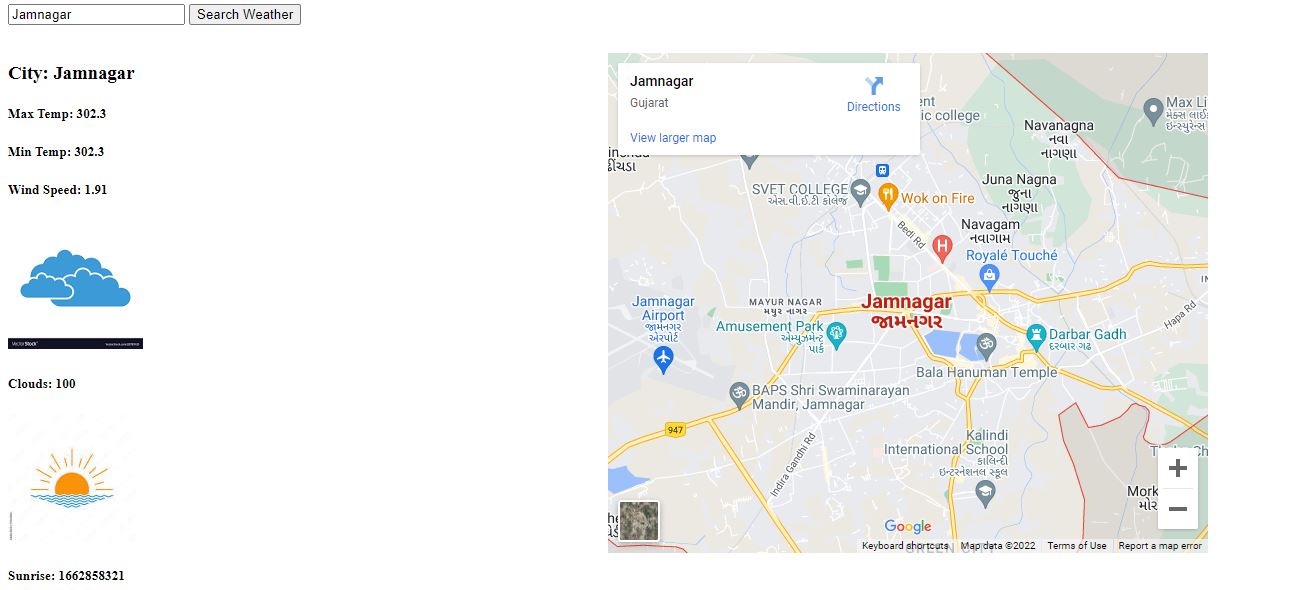 Jamnagar
Search Weather
City: Jamnagar
Max Temp: 302.3
Min Temp: 302.3
Wind Speed: 1.91
VectorStock
Clouds: 100
Sunrise: 1662858321
Jamnagar
Gujarat
Directions
View larger map
ic college
Max Li
મેક્સ લાઈફ
Navanagna
નવા
નાગણા
Juna Nagna
જુના
નાગણા
SVET COLLEGE
એસ.વી.ઈ.ટી કોલેજ
Wok on Fire
Bedi Rd
Navagam
નવાગામ
Royalé Touché
Jamnagar
Airport
જામનગર
એરપોર્ટ
MAYUR NAGAR
મયુર નાગર
Jamnagar
જામનગર
Amusement Park
એમ્યુઝમેન્ટ
પાર્ક
Hapa Rd
Darbar Gadh
દરબાર ગઢ
Bala Hanuman Temple
BAPS Shri Swaminarayan
Mandir, Jamnagar
947
Indira Gandhi Rd
Kalindi
International School
કાલિન્દી
ઇન્ટરનેશનલ સ્કૂલ
Google
Keyboard shortcuts
Map data ©2022
Terms of Use
Report a map error